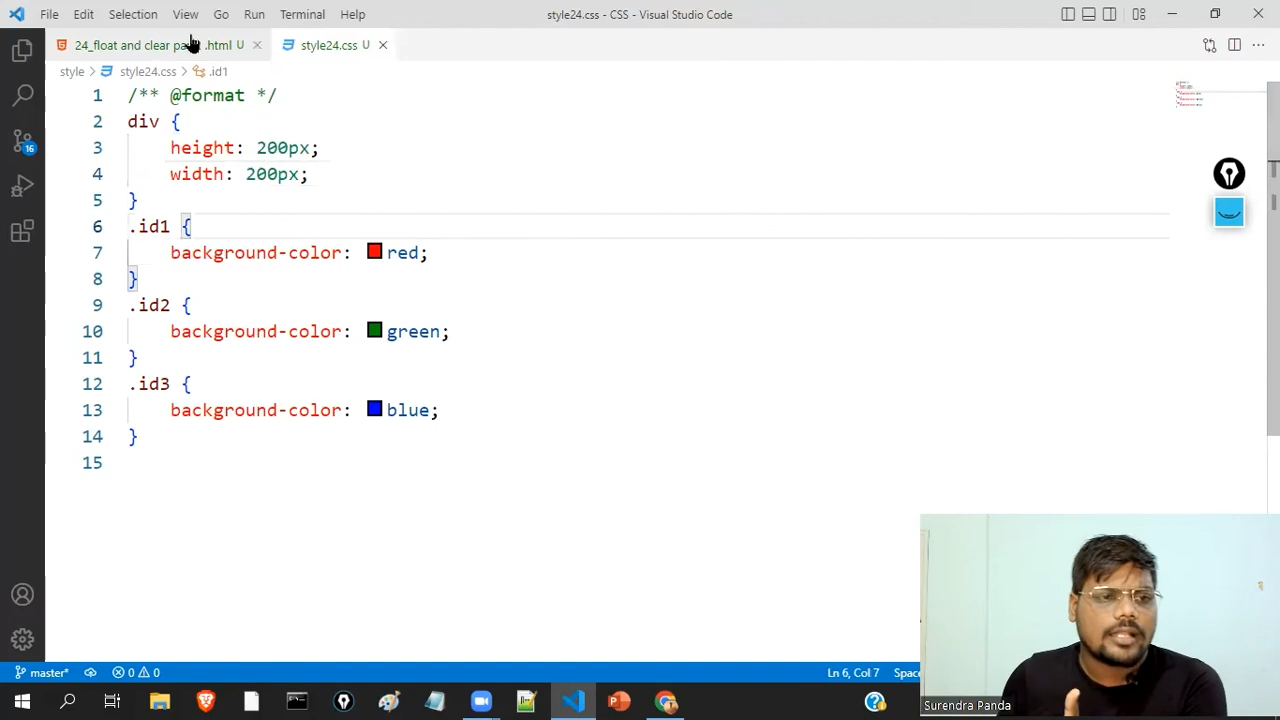 File Edit Selection View Go Run Terminal Help
style24.css - CSS - Visual Studio Code
24_float and clear .html U
style24.css U
style > style24.css > .id1
1 /** @format */
2 div {
3 height: 200px;
4 width: 200px;
5 }
6 .id1 {
7 background-color: red;
8 }
9 .id2 {
10 background-color: green;
11 }
12 .id3 {
13 background-color: blue;
14 }
15
16
master* 0 0
Ln 6, Col 7
Surendra Panda